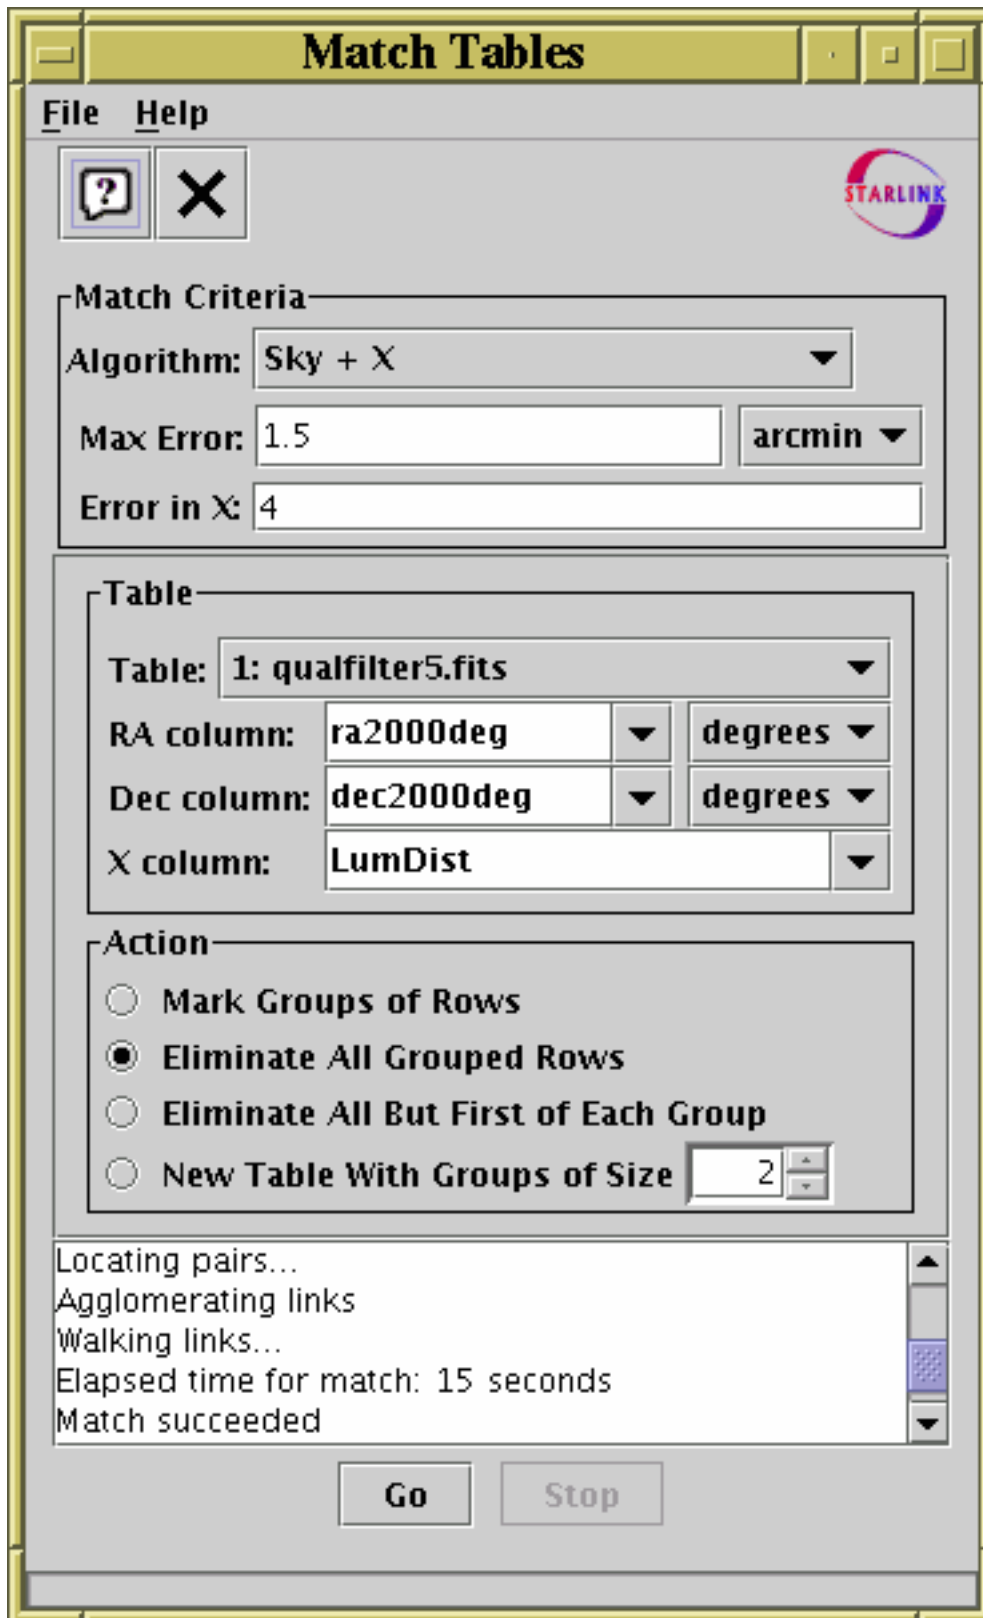 Match Tables
File Help
?
STARLINK
Match Criteria
Algorithm: Sky + X
Max Error: 1.5 arcmin
Error in X: 4
Table
Table: 1: qualfilter5.fits
RA column: ra2000deg degrees
Dec column: dec2000deg degrees
X column: LumDist
Action
Mark Groups of Rows
Eliminate All Grouped Rows
Eliminate All But First of Each Group
New Table With Groups of Size 2
Locating pairs...
Agglomerating links
Walking links...
Elapsed time for match: 15 seconds
Match succeeded
Go Stop